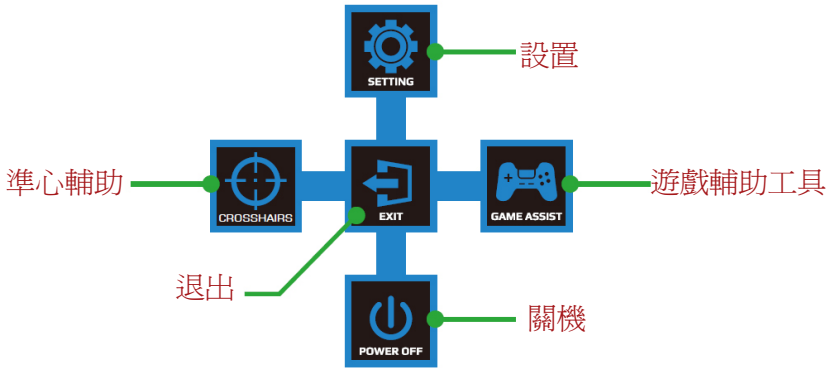 SETTING
設置
準心輔助
CROSSHAIRS
EXIT
GAME ASSIST
遊戲輔助工具
退出
POWER OFF
關機